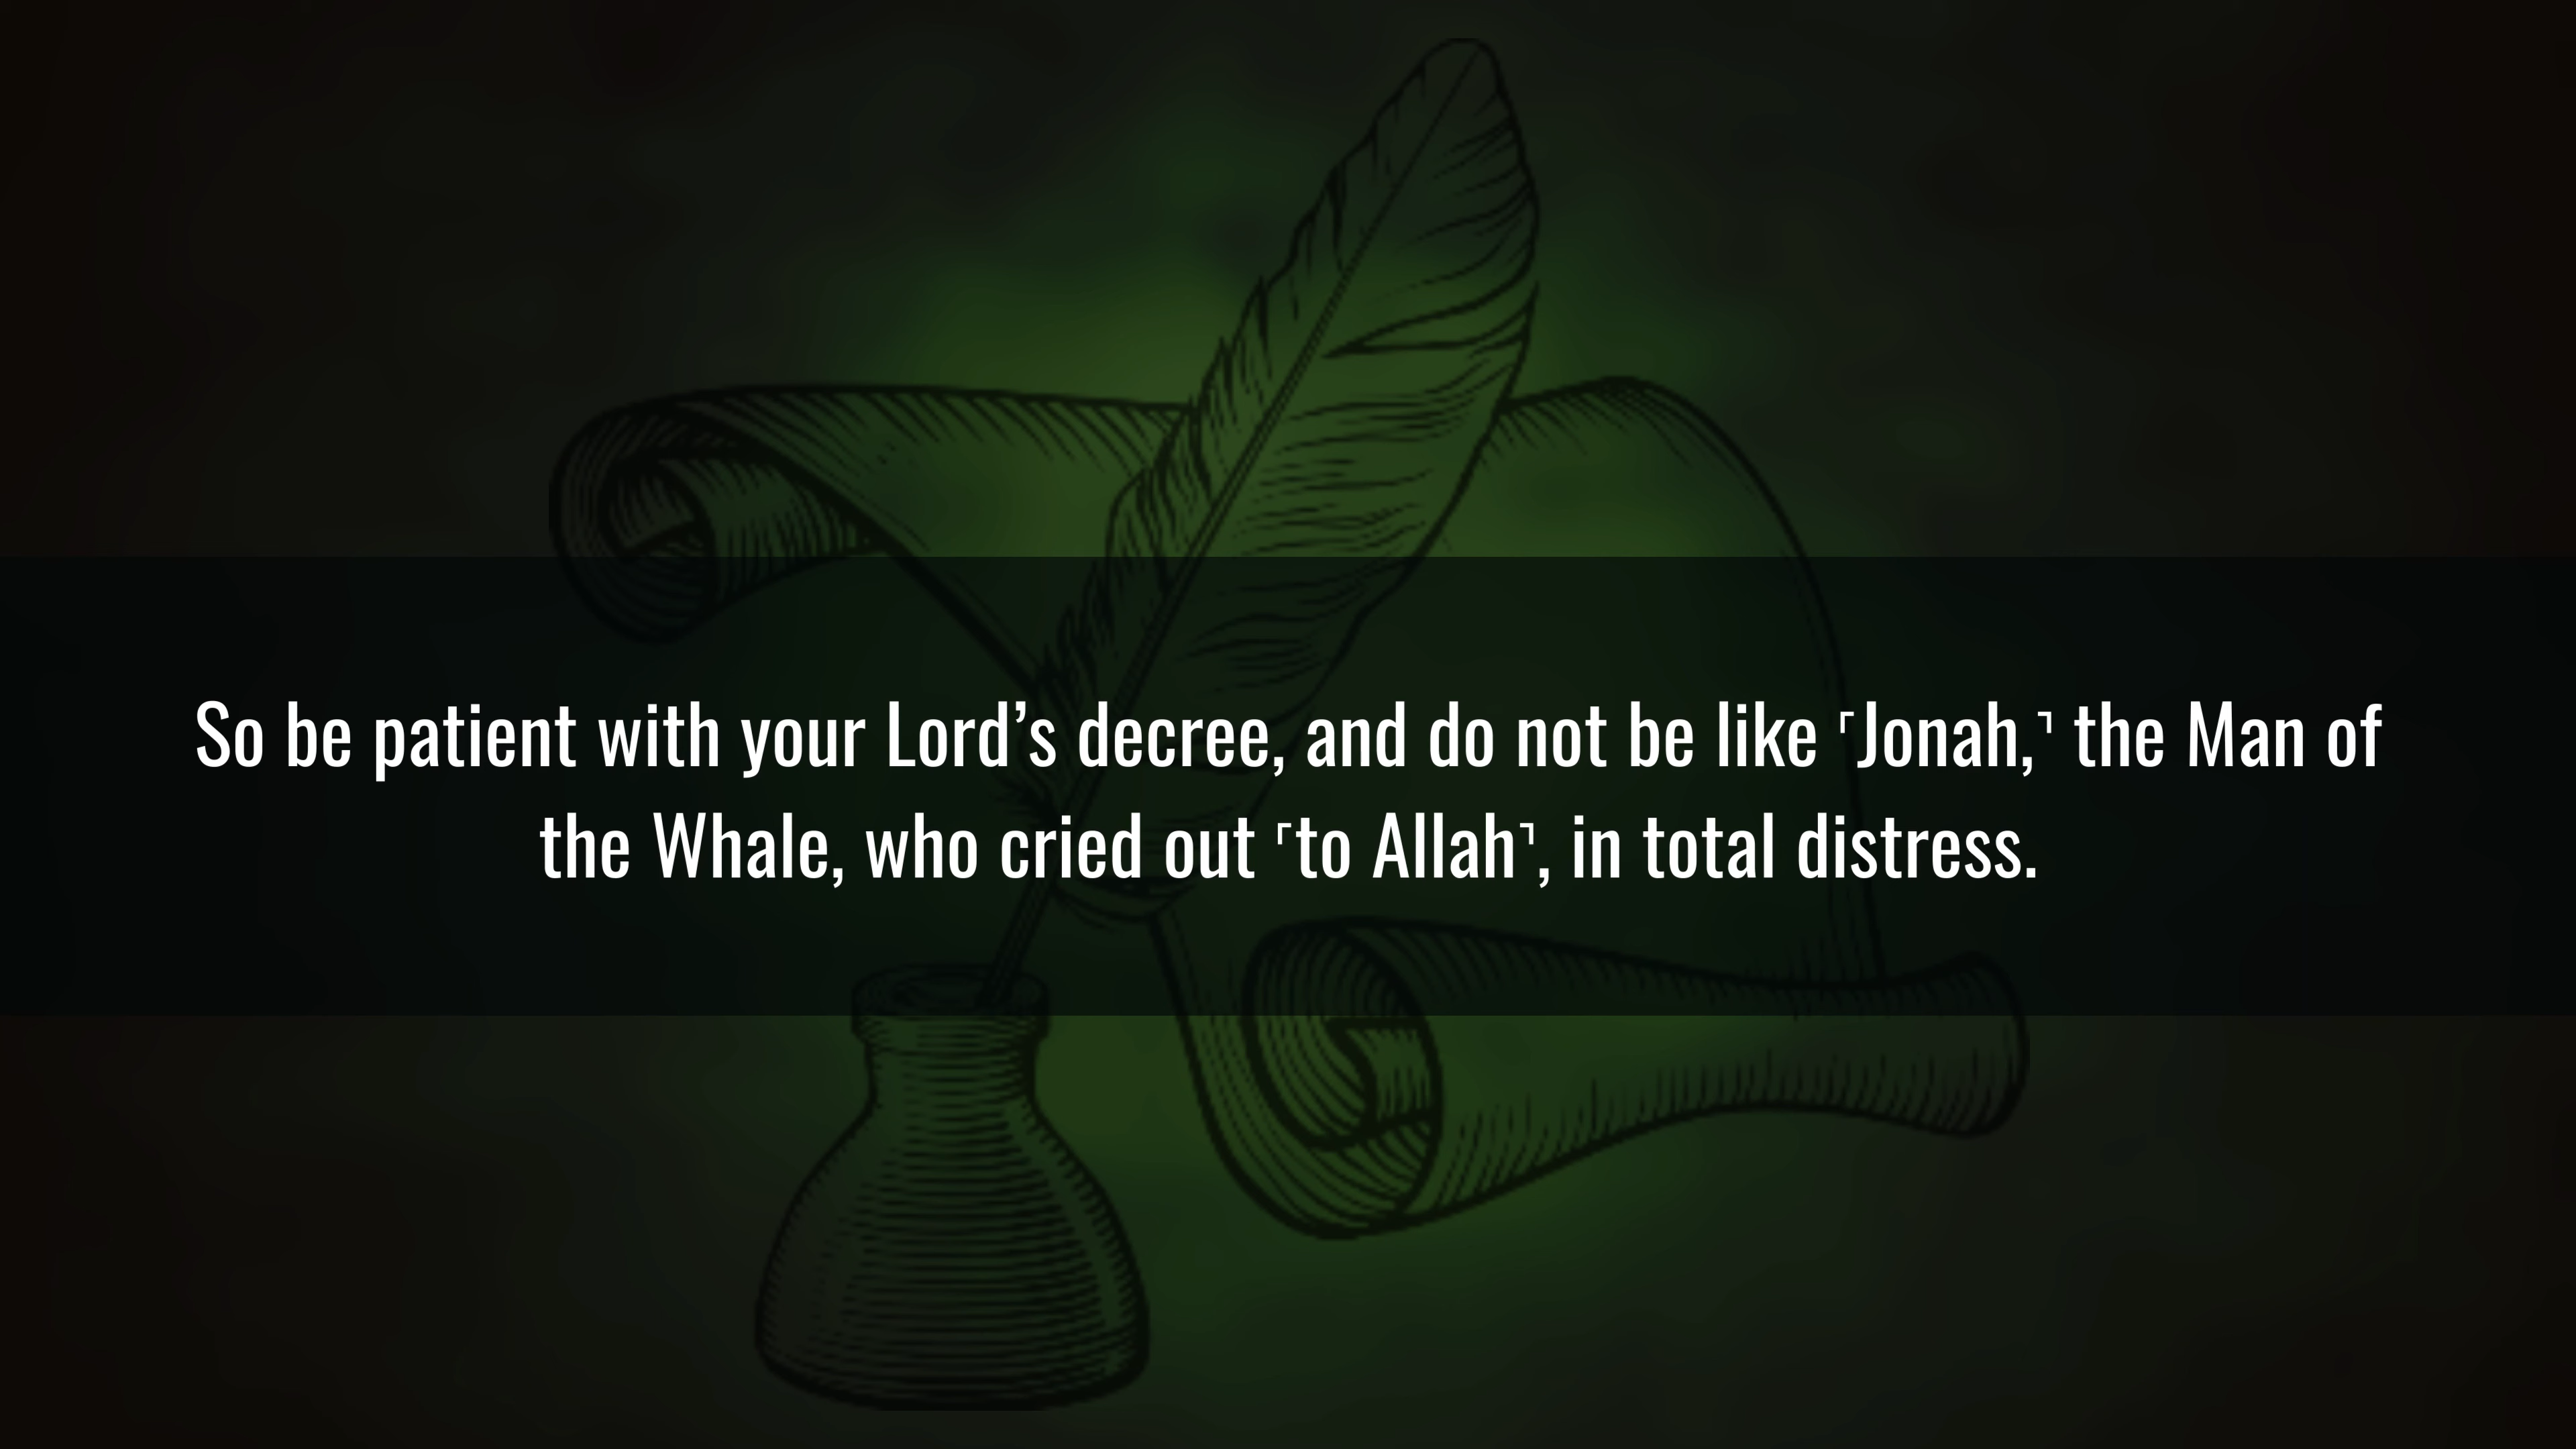 So be patient with your Lord’s decree, and do not be like ˹Jonah,˺ the Man of
the Whale, who cried out ˹to Allah˺, in total distress.